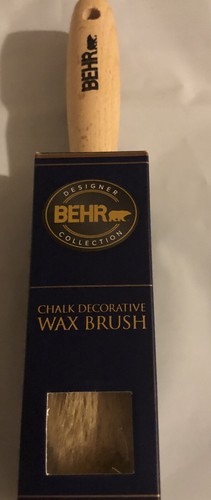 BEHR
DESIGNER
BEHR
COLLECTION
CHALK DECORATIVE
WAX BRUSH